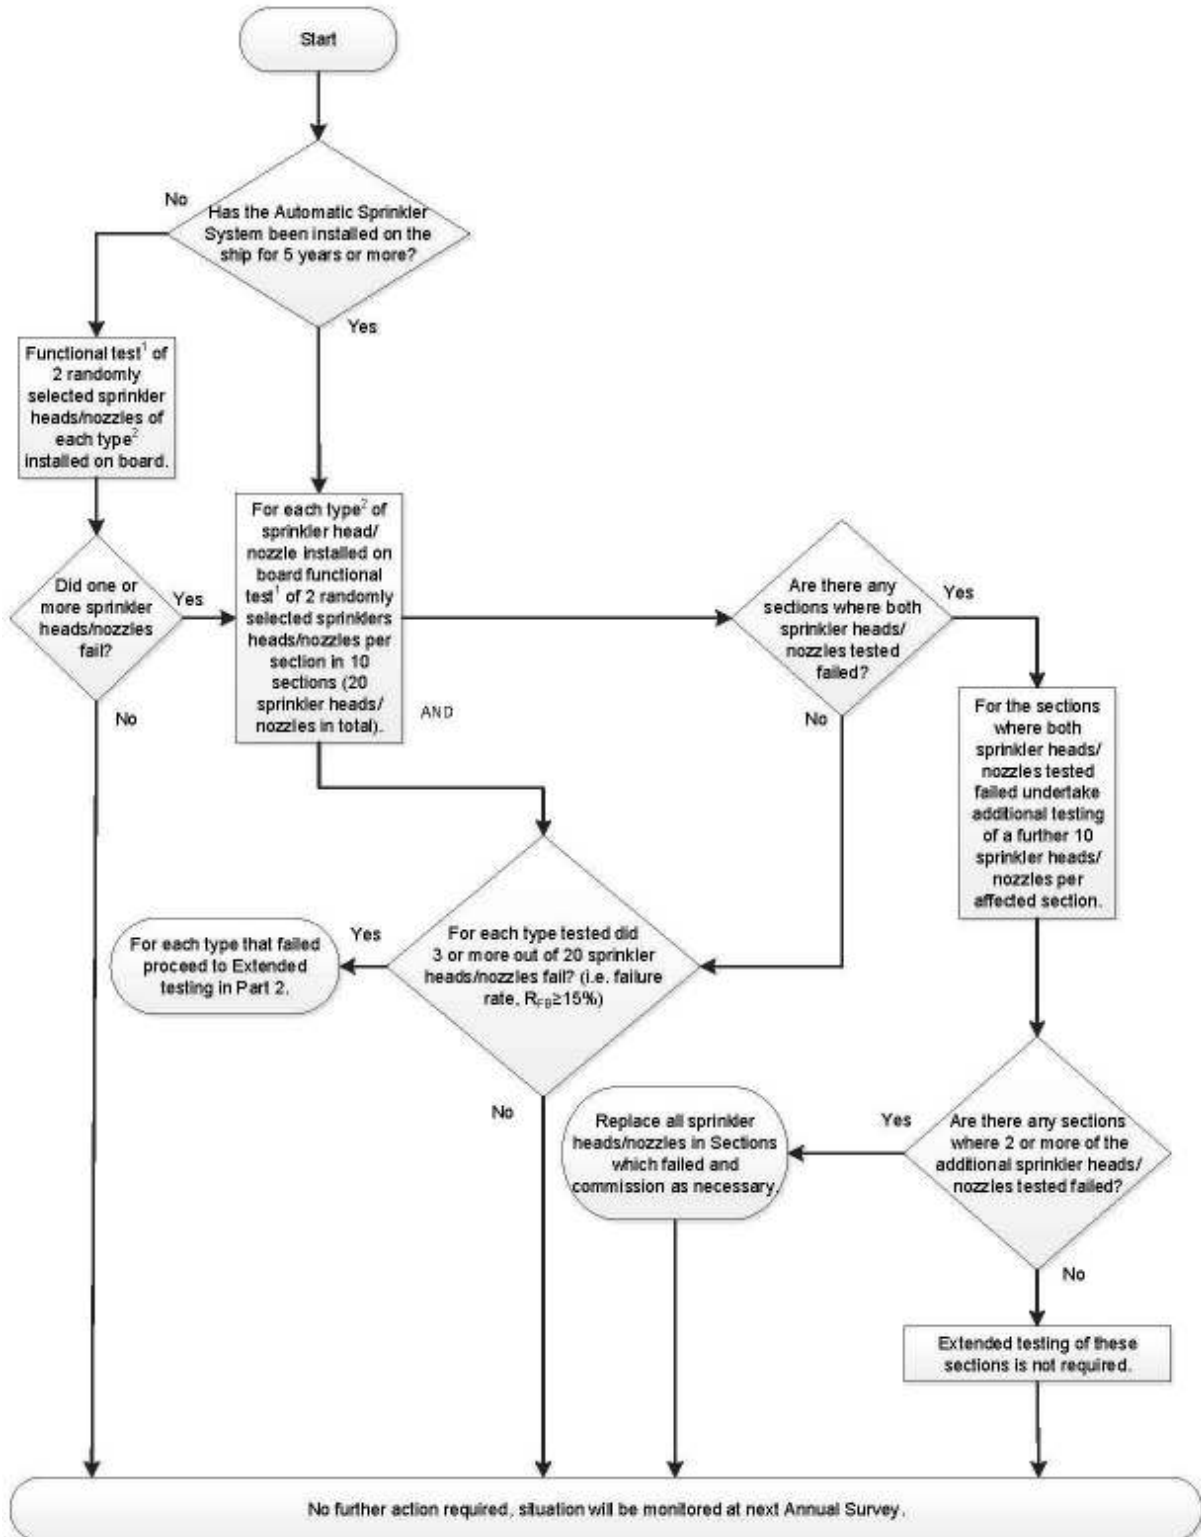 Start
No
Has the Automatic Sprinkler
System been installed on the
ship for 5 years or more?
Yes
Functional test¹ of
2 randomly
selected sprinkler
heads/nozzles of
each type²
installed on board.
Did one or
more sprinkler
heads/nozzles
fail?
Yes
No
For each type² of
sprinkler head/
nozzle installed on
board functional
test¹ of 2 randomly
selected sprinklers
heads/nozzles per
section in 10
sections (20
sprinkler heads/
nozzles in total).
AND
Are there any
sections where both
sprinkler heads/
nozzles tested
failed?
Yes
No
For the sections
where both
sprinkler heads/
nozzles tested
failed undertake
additional testing
of a further 10
sprinkler heads/
nozzles per
affected section.
For each type that failed
proceed to Extended
testing in Part 2.
Yes
For each type tested did
3 or more out of 20 sprinkler
heads/nozzles fail? (i.e. failure
rate, R_FB≥15%)
No
Replace all sprinkler
heads/nozzles in Sections
which failed and
commission as necessary.
Yes
Are there any sections
where 2 or more of the
additional sprinkler heads/
nozzles tested failed?
No
Extended testing of these
sections is not required.
No further action required, situation will be monitored at next Annual Survey.